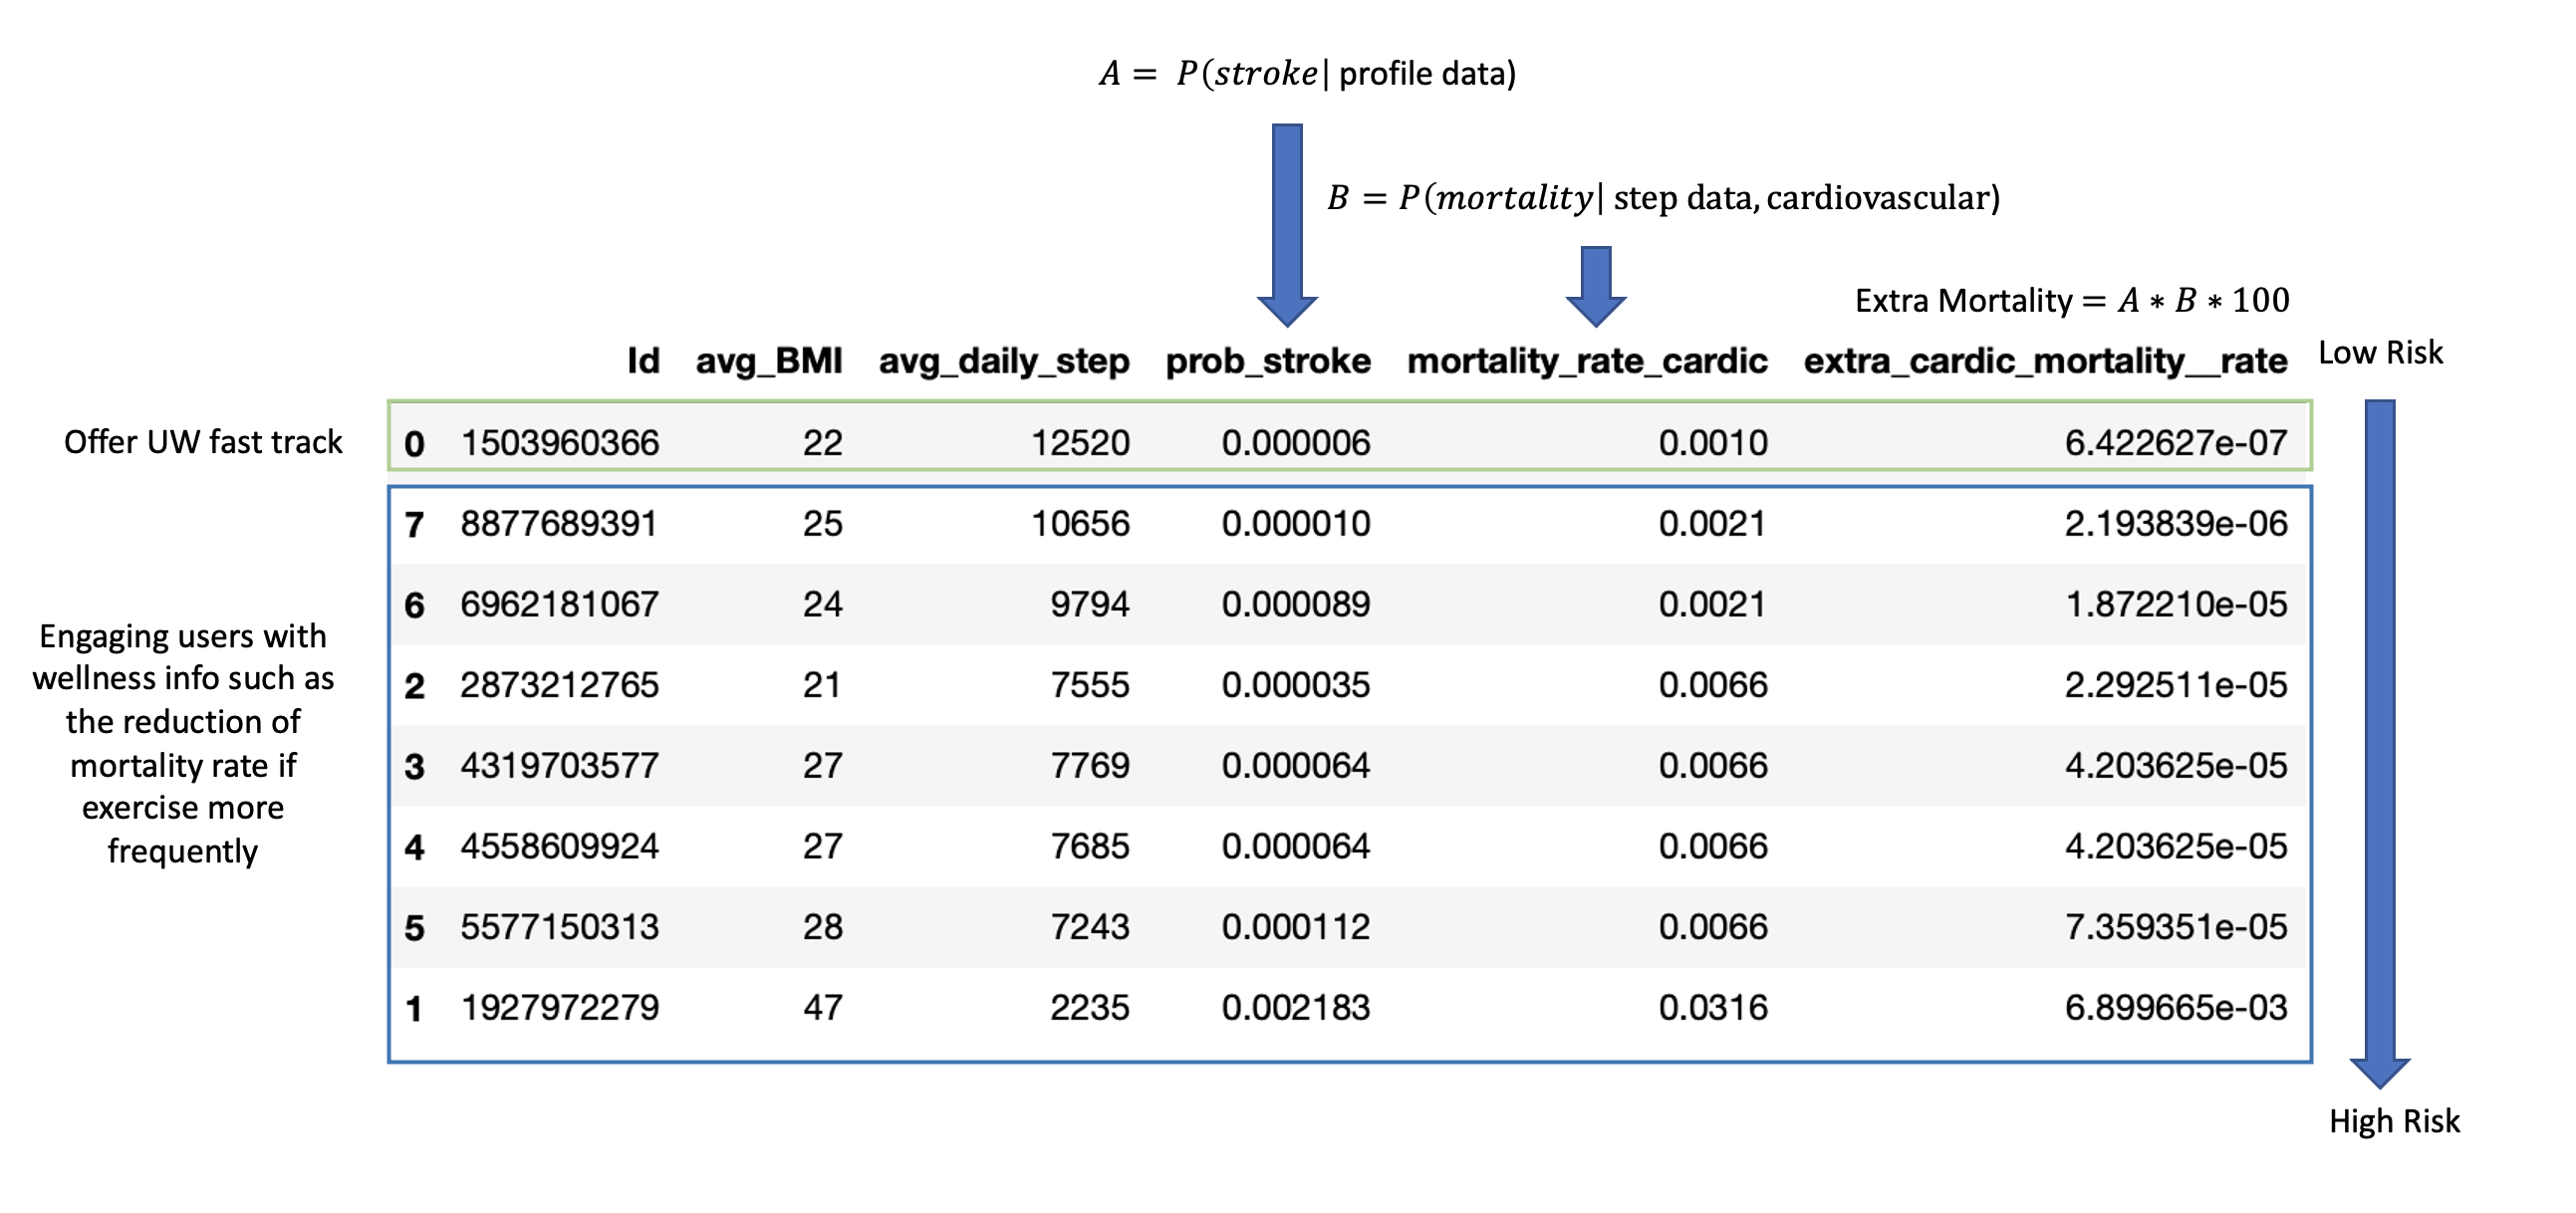 A = P(stroke| profile data)
B = P(mortality| step data, cardiovascular)
Extra Mortality = A ∗ B ∗ 100
Id avg_BMI avg_daily_step prob_stroke mortality_rate_cardic extra_cardic_mortality__rate
Low Risk
Offer UW fast track
0 1503960366 22 12520 0.000006 0.0010 6.422627e-07
7 8877689391 25 10656 0.000010 0.0021 2.193839e-06
6 6962181067 24 9794 0.000089 0.0021 1.872210e-05
2 2873212765 21 7555 0.000035 0.0066 2.292511e-05
3 4319703577 27 7769 0.000064 0.0066 4.203625e-05
4 4558609924 27 7685 0.000064 0.0066 4.203625e-05
5 5577150313 28 7243 0.000112 0.0066 7.359351e-05
1 1927972279 47 2235 0.002183 0.0316 6.899665e-03
Engaging users with
wellness info such as
the reduction of
mortality rate if
exercise more
frequently
High Risk